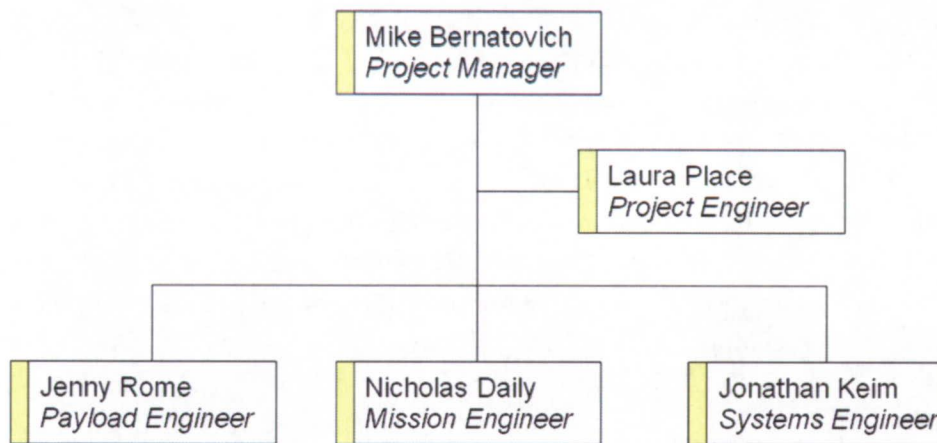 Mike Bernatovich
Project Manager
Laura Place
Project Engineer
Jenny Rome
Payload Engineer
Nicholas Daily
Mission Engineer
Jonathan Keim
Systems Engineer